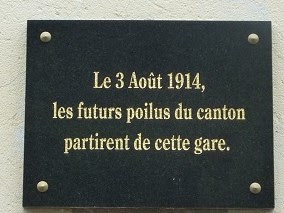 Le 3 Août 1914,
les futurs poilus du canton
partirent de cette gare.